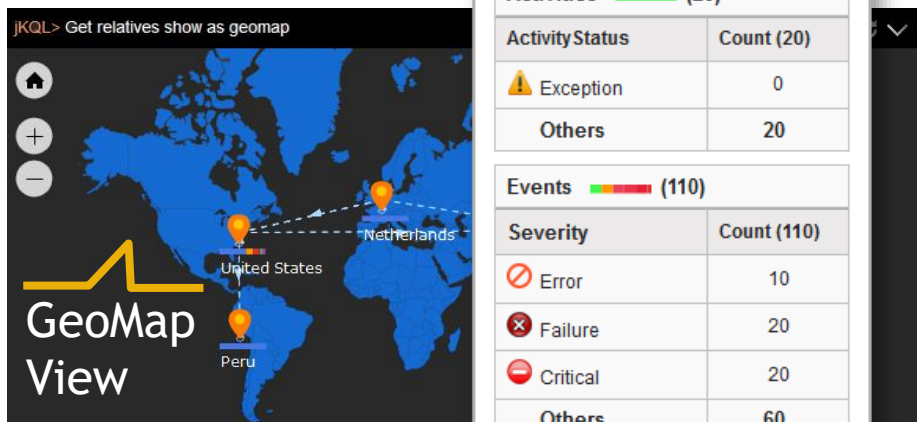 jKQL> Get relatives show as geomap
Netherlands
United States
Peru
GeoMap
View
ActivityStatus Count (20)
Exception 0
Others 20
Events (110)
Severity Count (110)
Error 10
Failure 20
Critical 20
Others 60